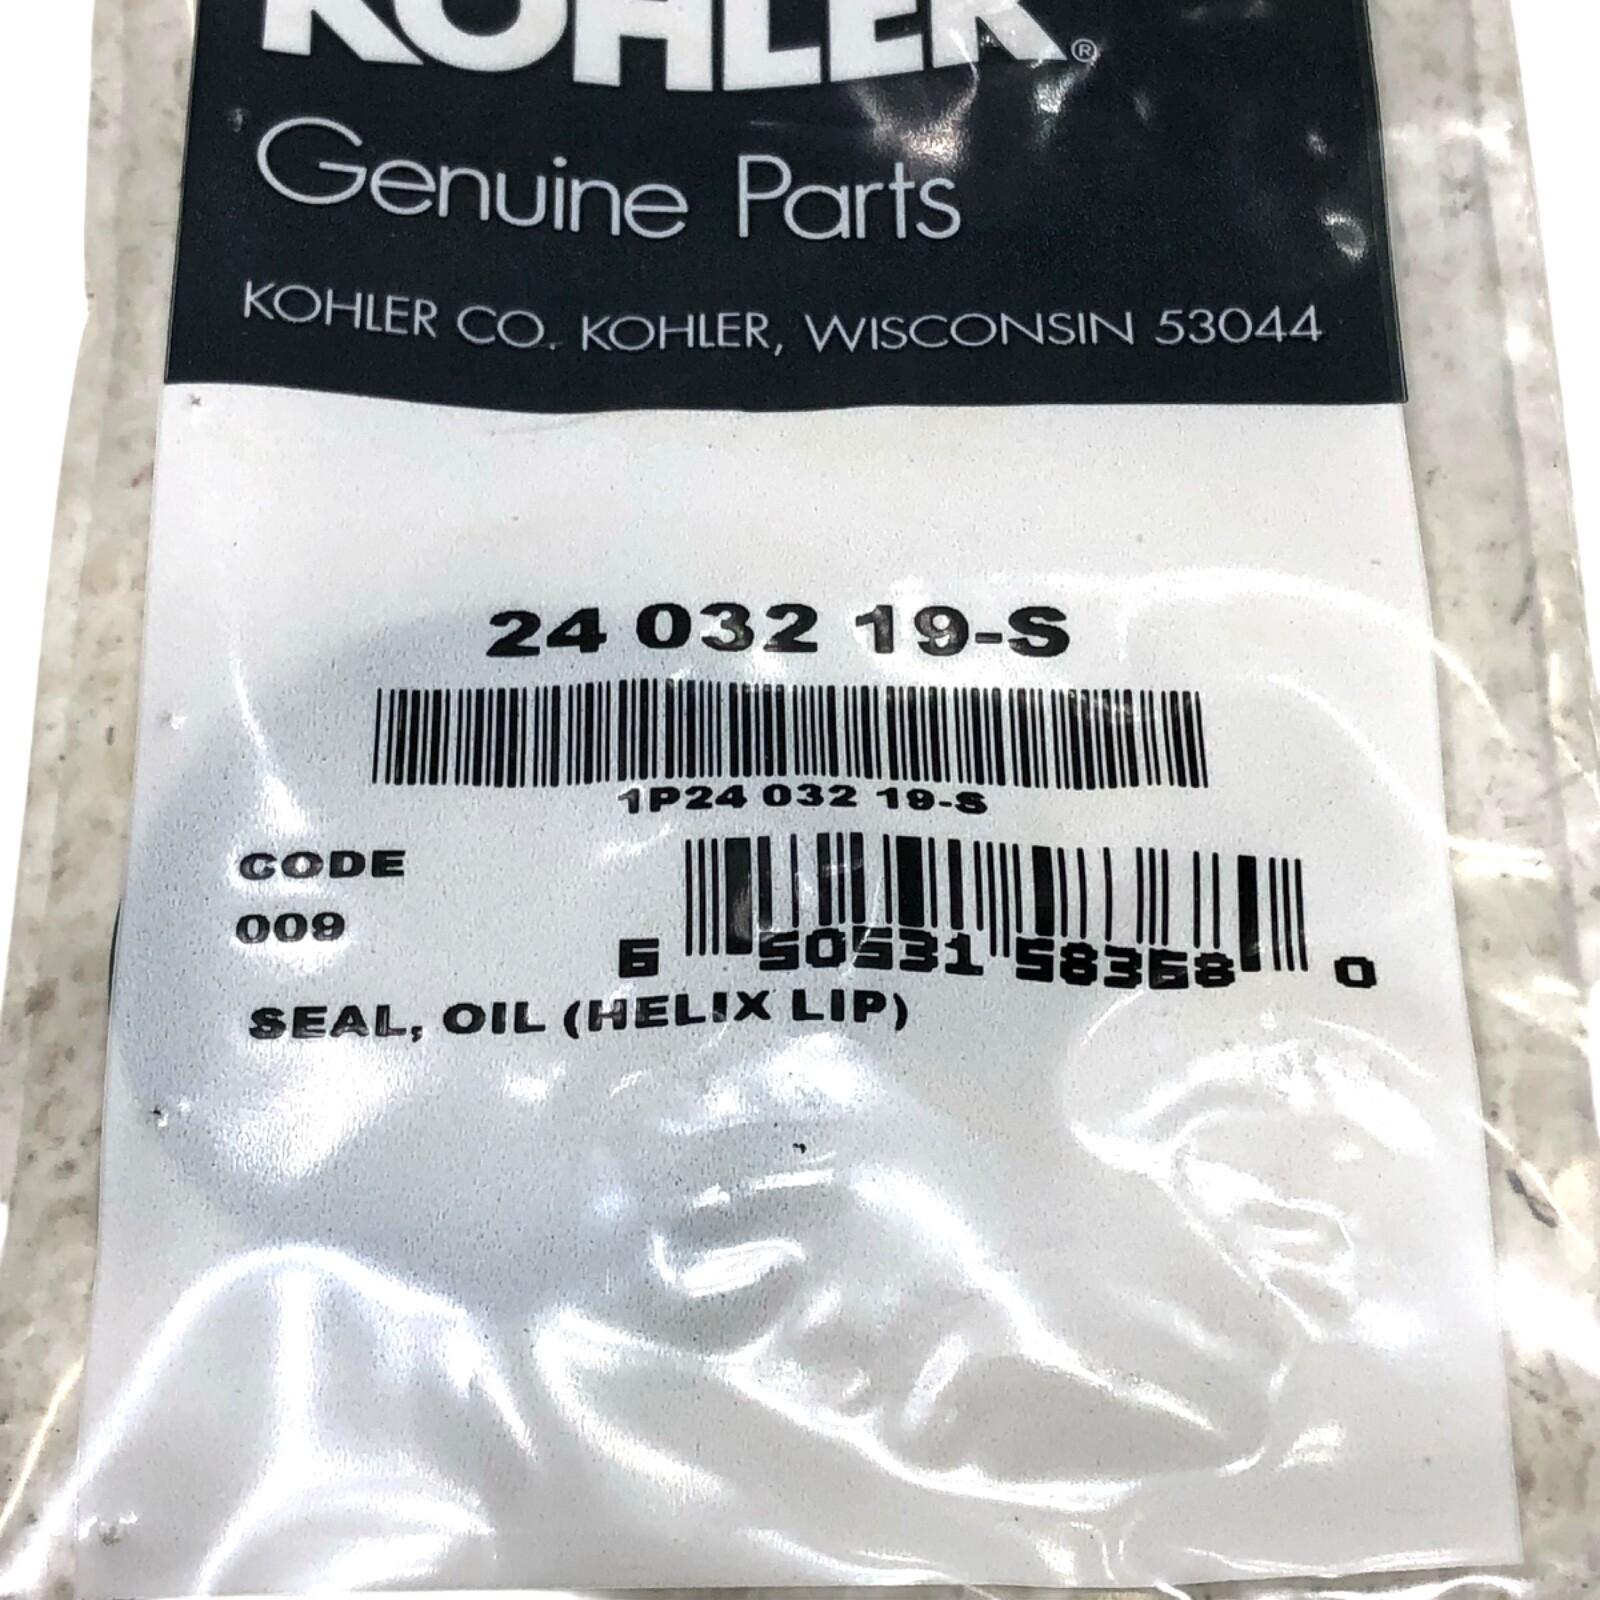 KOHLER®
Genuine Parts
KOHLER CO. KOHLER, WISCONSIN 53044
24 032 19-S
1P24 032 19-S
CODE
009
6 50531 58368 0
SEAL, OIL (HELIX LIP)